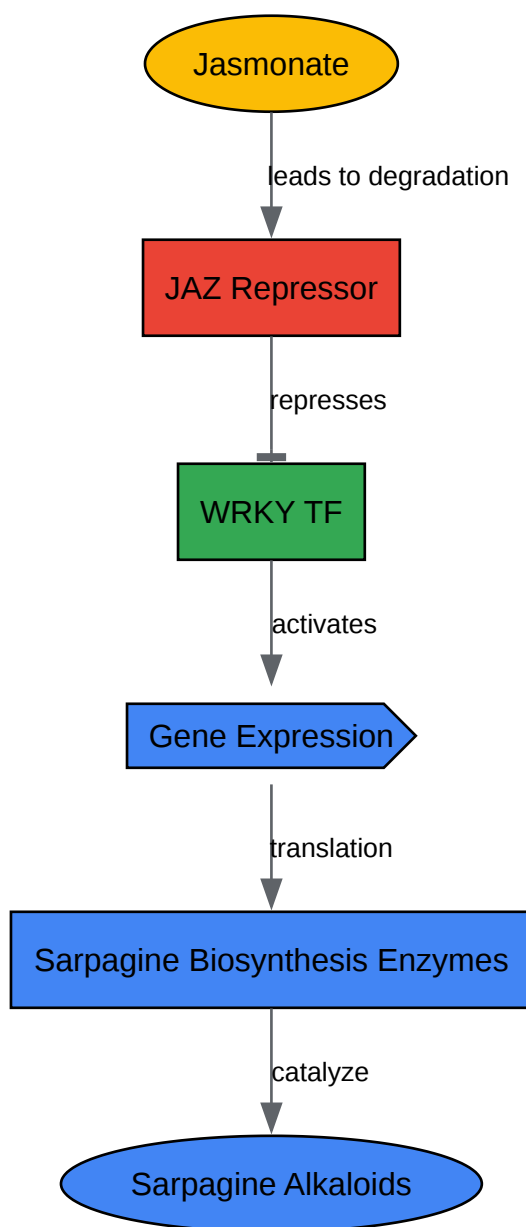 Jasmonate
leads to degradation
JAZ Repressor
represses
WRKY TF
activates
Gene Expression
translation
Sarpagine Biosynthesis Enzymes
catalyze
Sarpagine Alkaloids